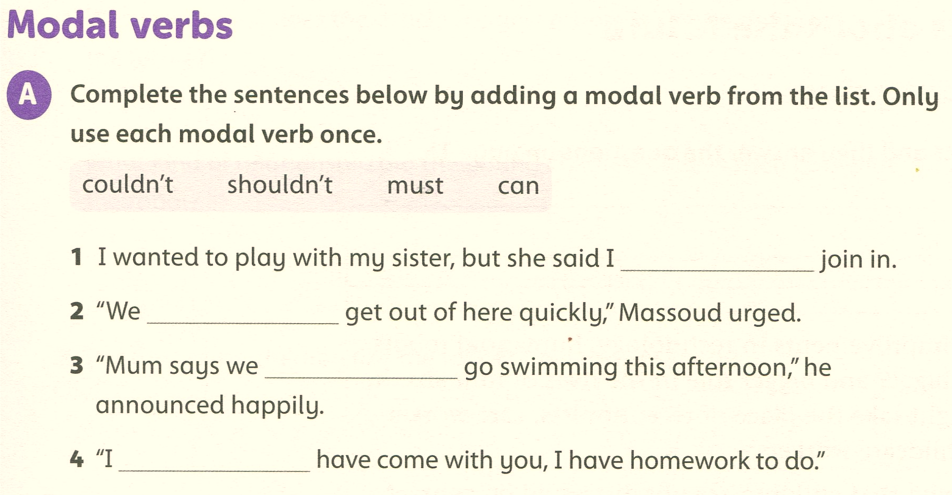 Modal verbs
A Complete the sentences below by adding a modal verb from the list. Only
use each modal verb once.
couldn't shouldn't must can
1 I wanted to play with my sister, but she said I ______________ join in.
2 "We ______________ get out of here quickly," Massoud urged.
3 "Mum says we ______________ go swimming this afternoon," he
announced happily.
4 "I ______________ have come with you, I have homework to do."